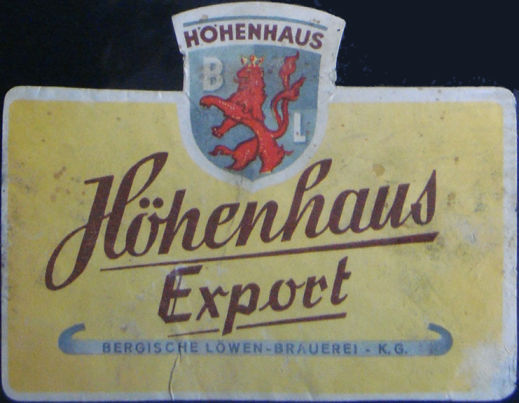 HÖHENHAUS
B
L
Höhenhaus
Export
BERGISCHE LÖWEN-BRAUEREI - K.G.